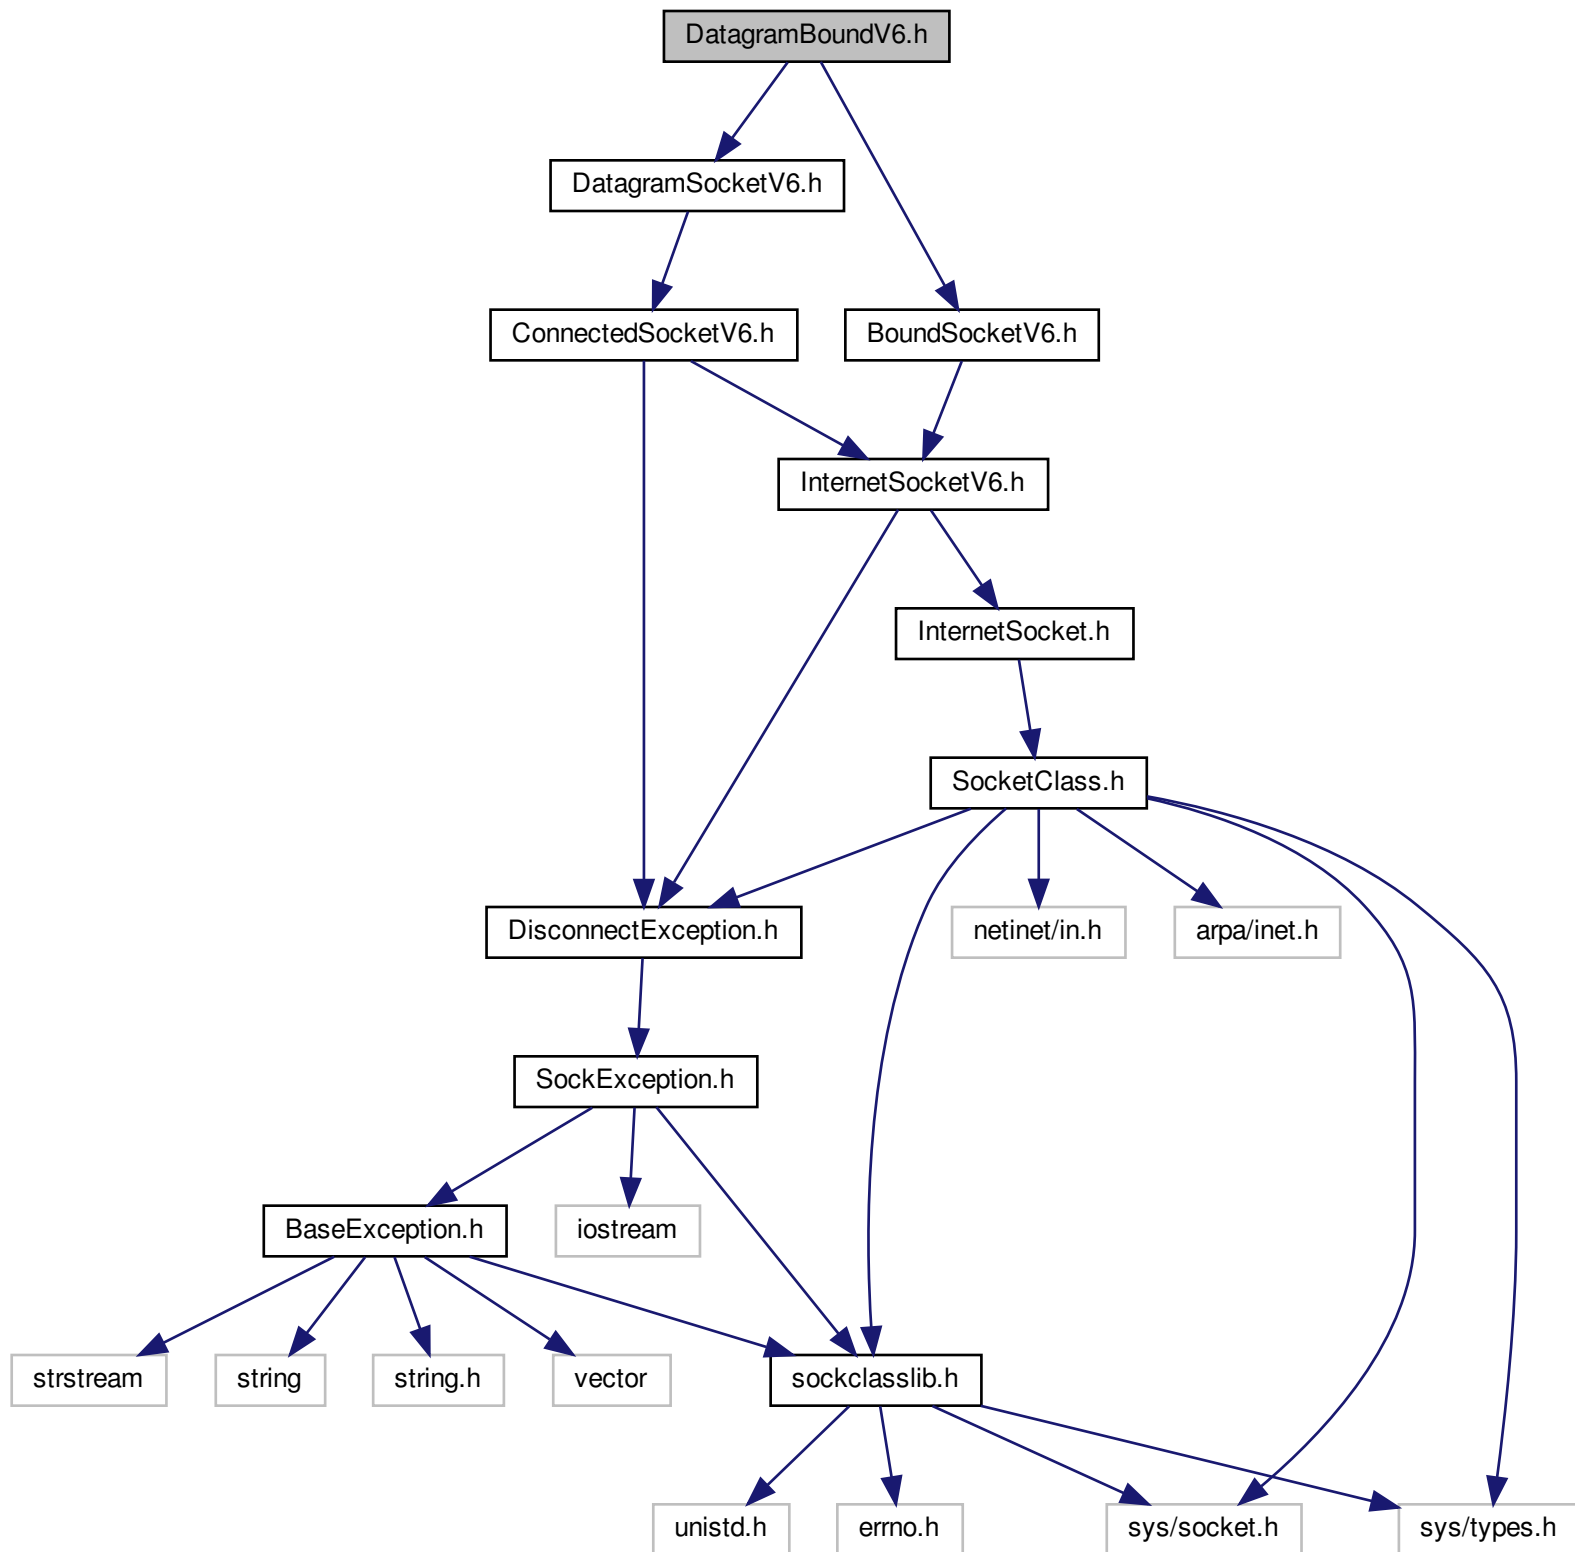 DatagramBoundV6.h
DatagramSocketV6.h
ConnectedSocketV6.h
BoundSocketV6.h
InternetSocketV6.h
InternetSocket.h
SocketClass.h
DisconnectException.h
netinet/in.h
arpa/inet.h
SockException.h
BaseException.h
iostream
strstream
string
string.h
vector
sockclasslib.h
unistd.h
errno.h
sys/socket.h
sys/types.h